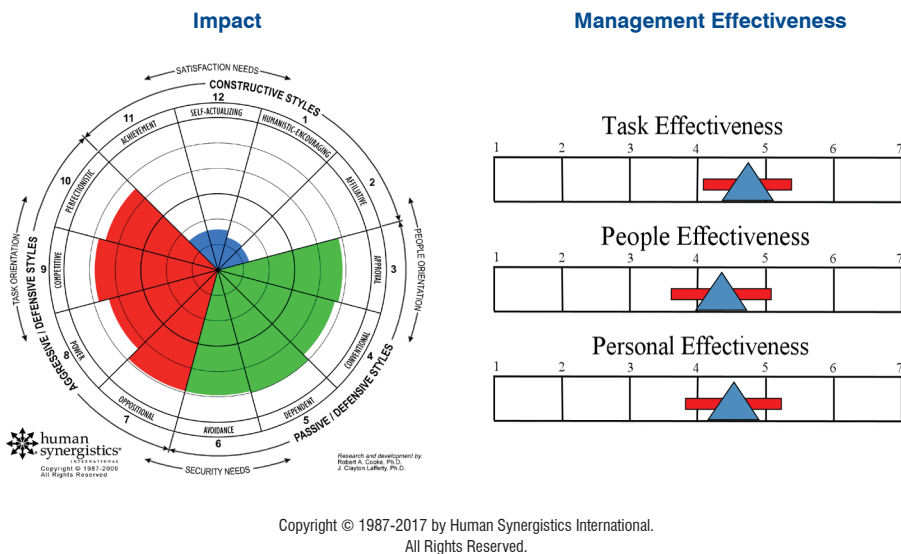 Impact
Management Effectiveness
SATISFACTION NEEDS
CONSTRUCTIVE STYLES
12
SELF-ACTUALIZING
11
ACHIEVEMENT
1
HUMANISTIC-ENCOURAGING
10
PERFECTIONISTIC
2
AFFILIATIVE
TASK ORIENTATION
AGGRESSIVE / DEFENSIVE STYLES
9
COMPETITIVE
3
APPROVAL
PEOPLE ORIENTATION
8
POWER
4
CONVENTIONAL
7
OPPOSITIONAL
6
AVOIDANCE
5
DEPENDENT
PASSIVE / DEFENSIVE STYLES
SECURITY NEEDS
human
synergistics®
INTERNATIONAL
Copyright © 1987-2009
All Rights Reserved
Research and development by:
Robert A. Cooke, Ph.D.
J. Clayton Lafferty, Ph.D.
Task Effectiveness
1 2 3 4 5 6 7
People Effectiveness
1 2 3 4 5 6 7
Personal Effectiveness
1 2 3 4 5 6 7
Copyright © 1987-2017 by Human Synergistics International.
All Rights Reserved.